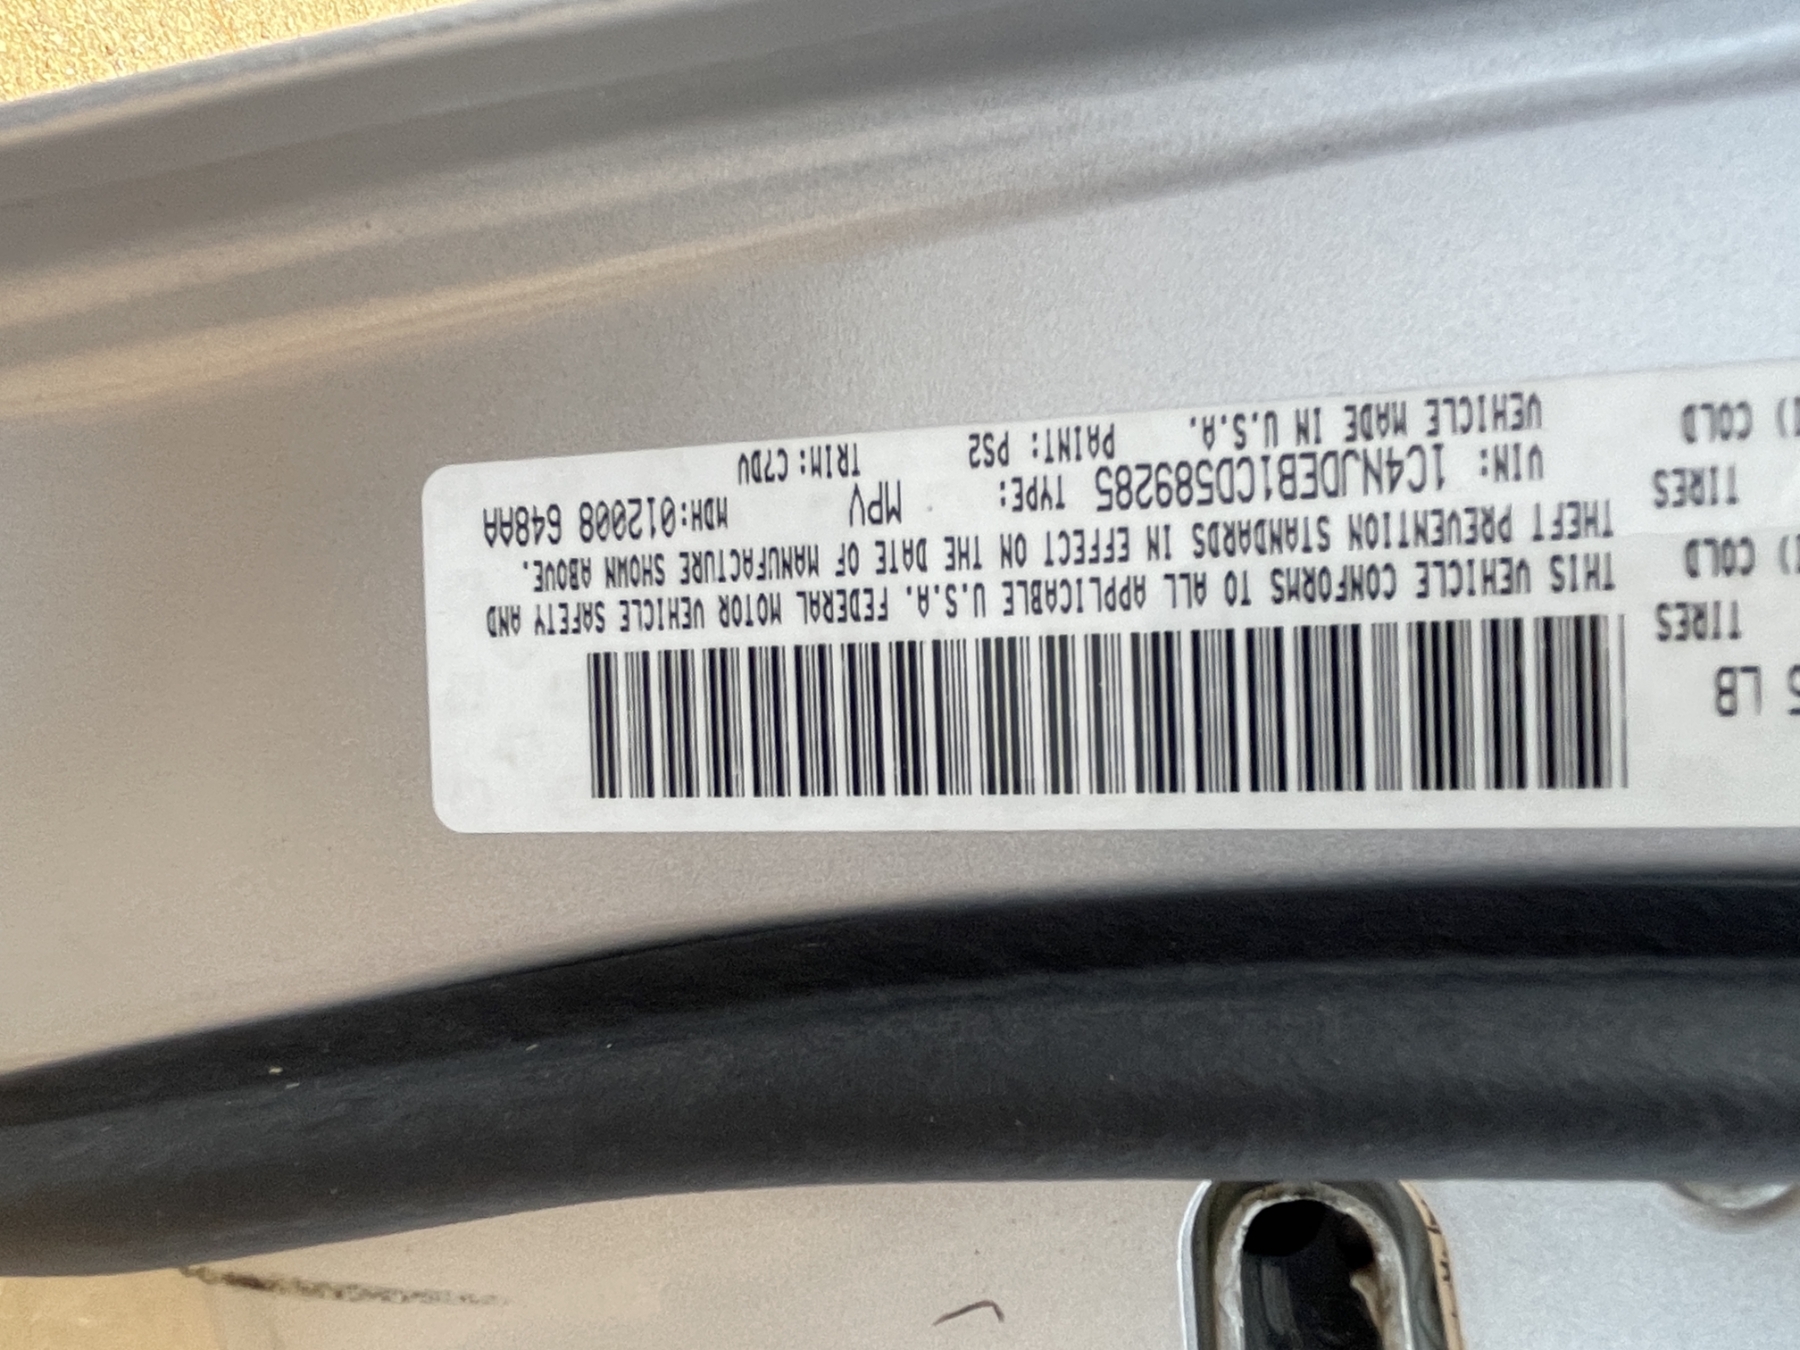 5 LB
TIRES
THIS VEHICLE CONFORMS TO ALL APPLICABLE U.S.A. FEDERAL MOTOR VEHICLE SAFETY AND
) COLD
THEFT PREVENTION STANDARDS IN EFFECT ON THE DATE OF MANUFACTURE SHOWN ABOVE.
TIRES
VIN: 1C4NJDEB1CD589285 TYPE: MPV MDH:012008 648AA
) COLD
VEHICLE MADE IN U.S.A. PAINT: PS2 TRIM: C7DV